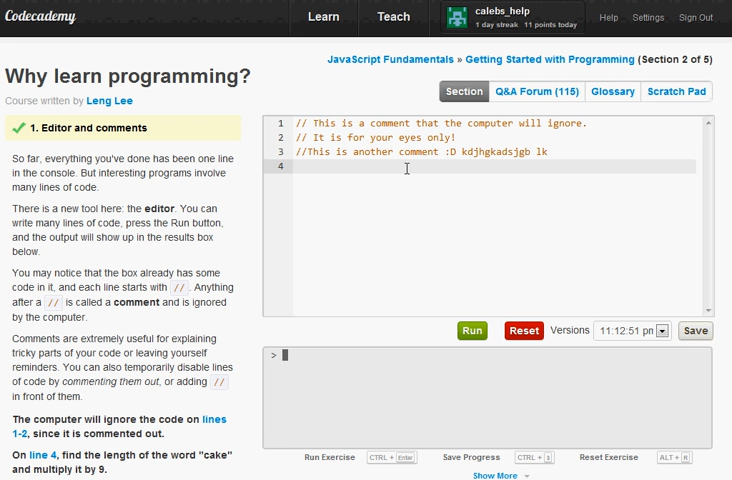 Codecademy
Learn
Teach
calebs_help
1 day streak 11 points today
Help
Settings
Sign Out
JavaScript Fundamentals » Getting Started with Programming (Section 2 of 5)
Why learn programming?
Course written by Leng Lee
Section
Q&A Forum (115)
Glossary
Scratch Pad
1. Editor and comments
So far, everything you've done has been one
line in the console. But interesting programs involve
many lines of code.
There is a new tool here: the editor. You can
write many lines of code, press the Run button,
and the output will show up in the results box
below.
You may notice that the box already has some
code in it, and each line starts with //. Anything
after a // is called a comment and is ignored
by the computer.
Comments are extremely useful for explaining
tricky parts of your code or leaving yourself
reminders. You can also temporarily disable lines
of code by commenting them out, or adding //
in front of them.
The computer will ignore the code on lines
1-2, since it is commented out.
On line 4, find the length of the word "cake"
and multiply it by 9.
1 // This is a comment that the computer will ignore.
2 // It is for your eyes only!
3 //This is another comment :D kdjhgkadsjgb lk
4
Run
Reset
Versions
11:12:51 pm
Save
>
Run Exercise CTRL + Enter
Save Progress CTRL + S
Reset Exercise ALT + R
Show More